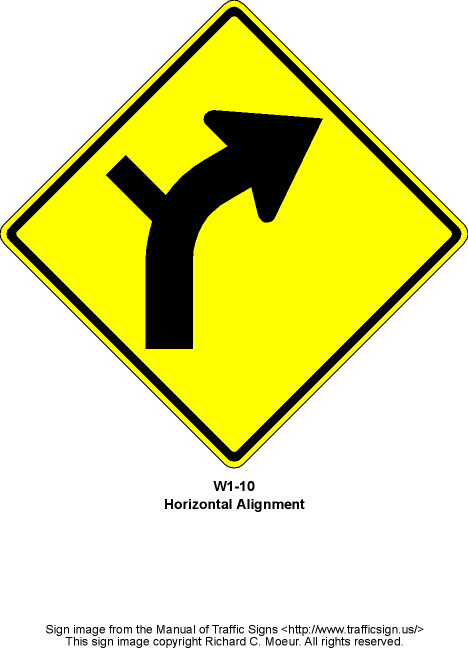 W1-10
Horizontal Alignment
Sign image from the Manual of Traffic Signs <http://www.trafficsign.us/>
This sign image copyright Richard C. Moeur. All rights reserved.